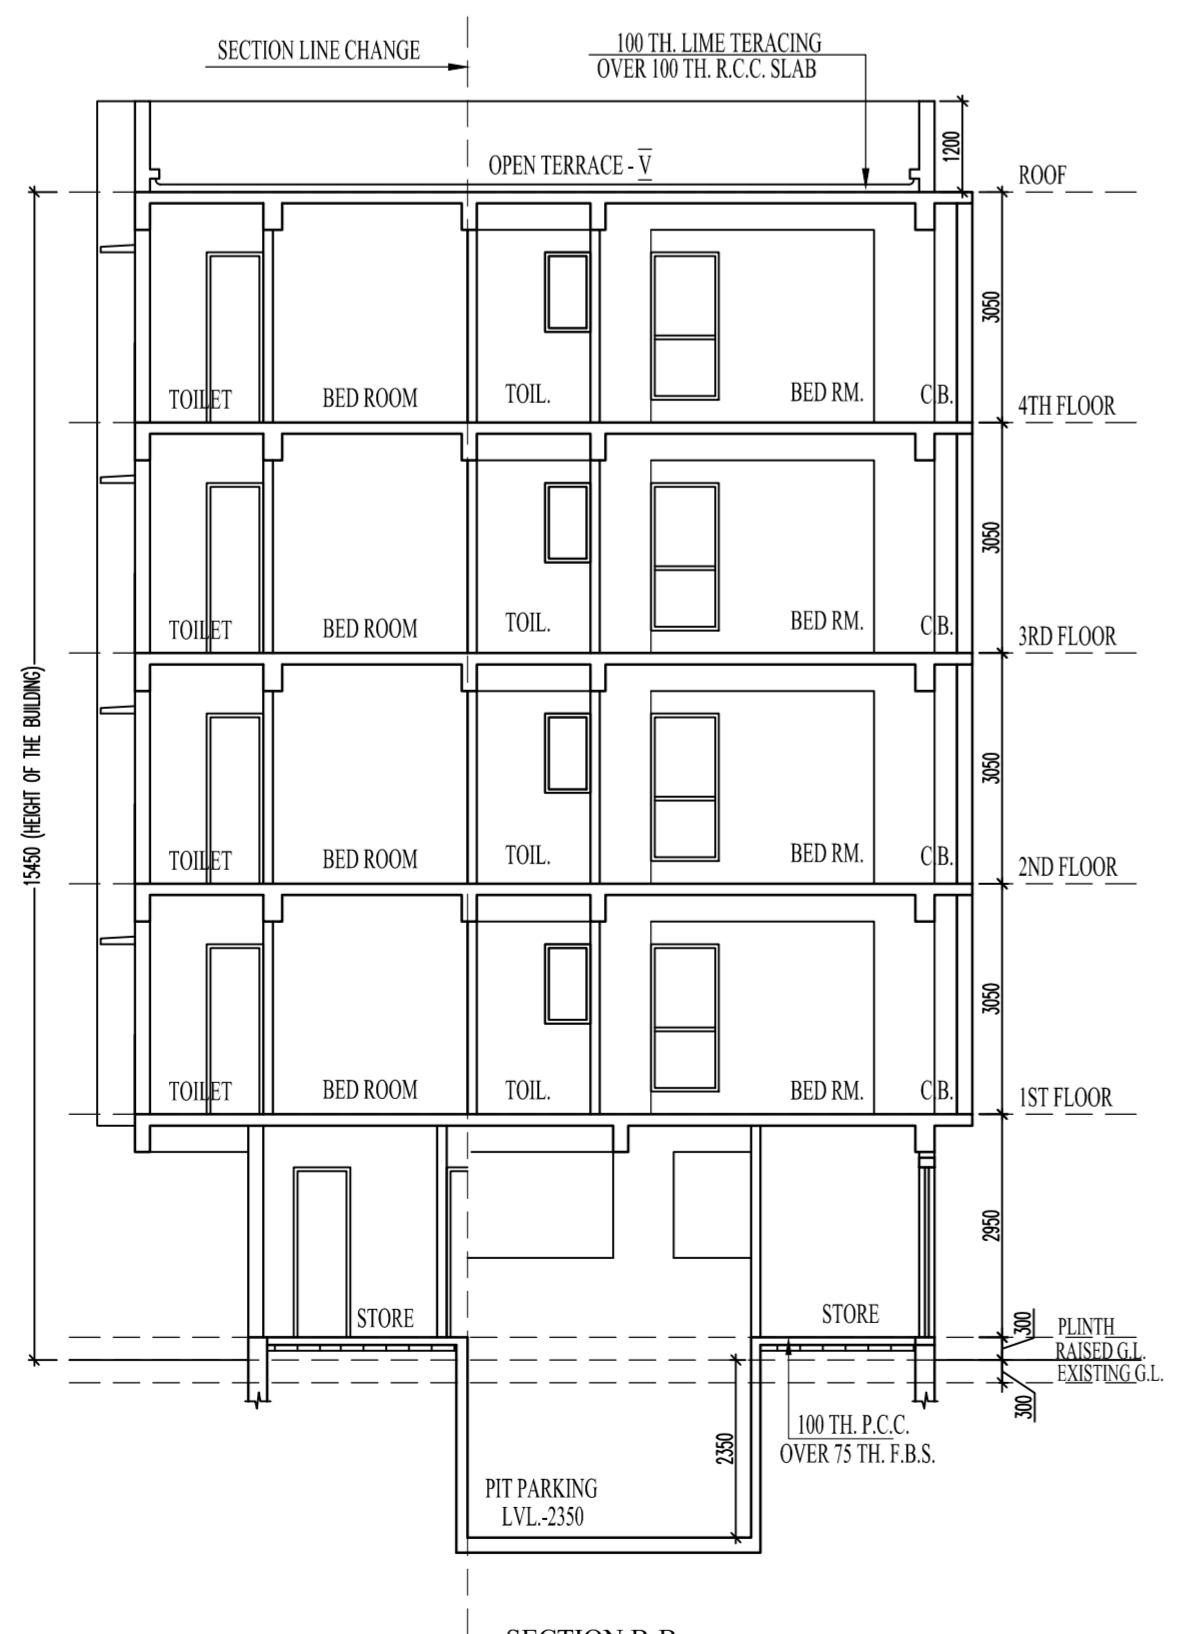 SECTION LINE CHANGE
100 TH. LIME TERACING
OVER 100 TH. R.C.C. SLAB
1200
OPEN TERRACE - V
ROOF
3050
TOILET
BED ROOM
TOIL.
BED RM.
C.B.
4TH FLOOR
3050
TOILET
BED ROOM
TOIL.
BED RM.
C.B.
3RD FLOOR
15450 (HEIGHT OF THE BUILDING)
3050
TOILET
BED ROOM
TOIL.
BED RM.
C.B.
2ND FLOOR
3050
TOILET
BED ROOM
TOIL.
BED RM.
C.B.
1ST FLOOR
2950
STORE
STORE
300
PLINTH
RAISED G.L.
EXISTING G.L.
300
100 TH. P.C.C.
OVER 75 TH. F.B.S.
2350
PIT PARKING
LVL.-2350
SECTION B-B